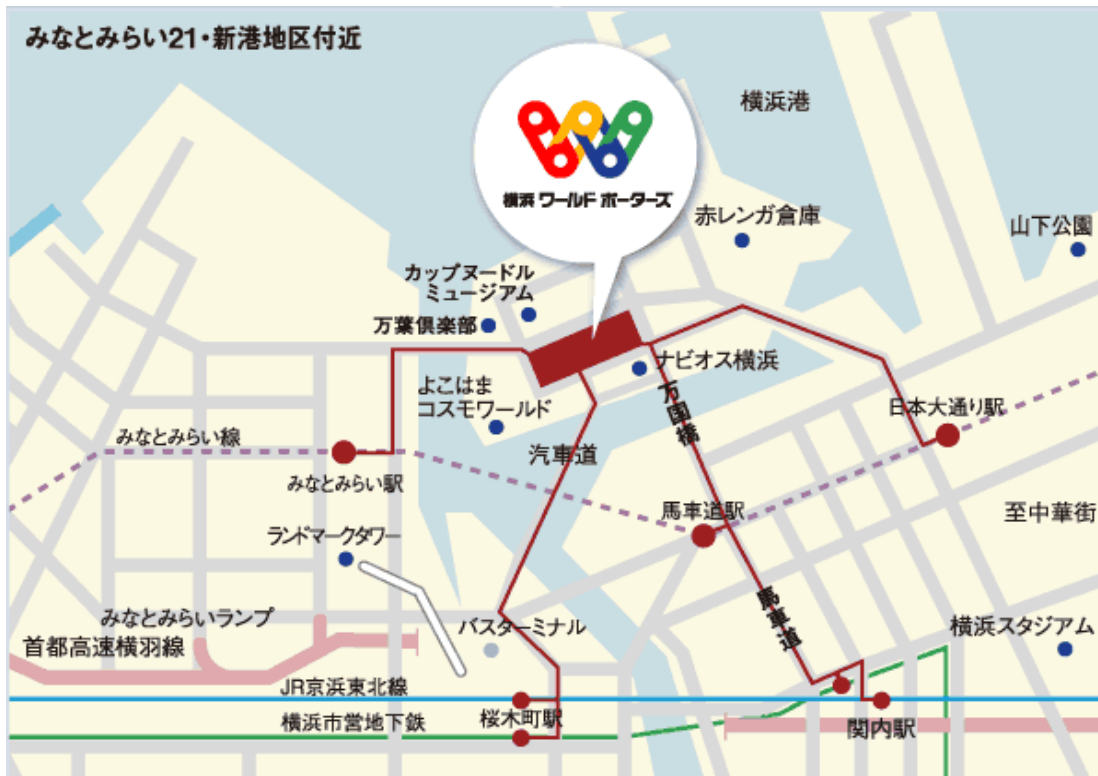 みなとみらい21・新港地区付近
横浜港
横浜 ワールF ポーターズ
赤レンガ倉庫
山下公園
カップヌードル
ミュージアム
万葉倶楽部
ナビオス横浜
よこはま
コスモワールド
万国橋
日本大通り駅
みなとみらい線
汽車道
みなとみらい駅
馬車道駅
至中華街
ランドマークタワー
馬車道
みなとみらいランプ
バスターミナル
横浜スタジアム
首都高速横羽線
JR京浜東北線
横浜市営地下鉄
桜木町駅
関内駅